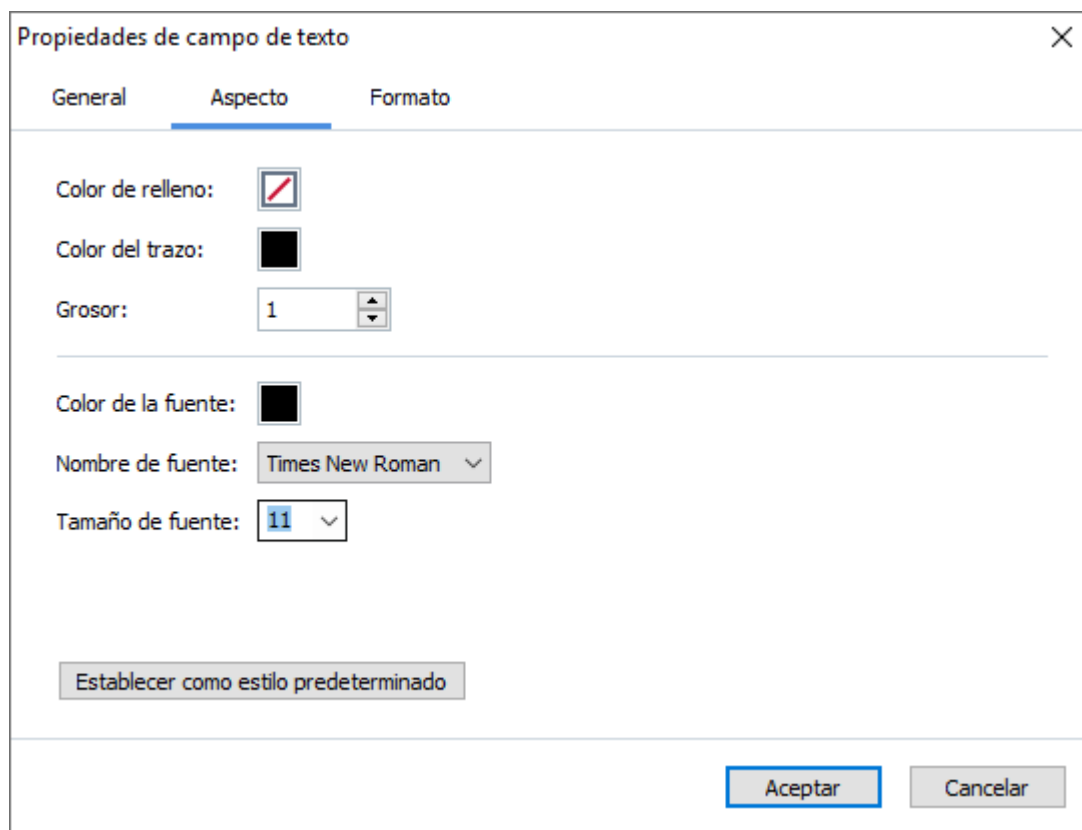 Propiedades de campo de texto
General Aspecto Formato
Color de relleno:
Color del trazo:
Grosor: 1
Color de la fuente:
Nombre de fuente: Times New Roman
Tamaño de fuente: 11
Establecer como estilo predeterminado
Aceptar Cancelar